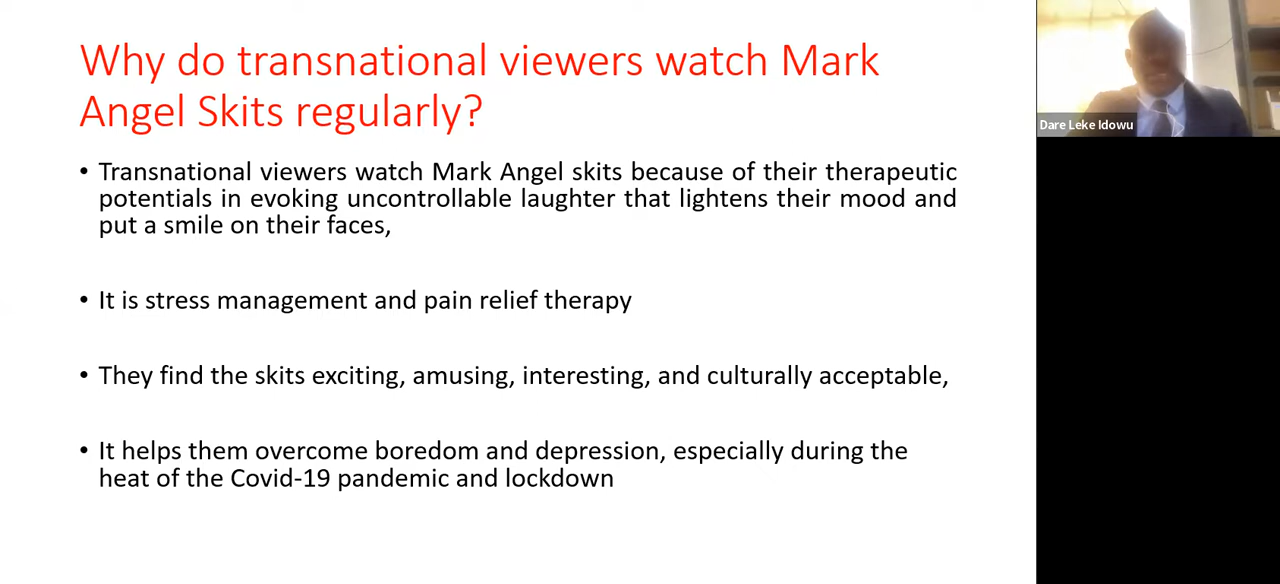 Why do transnational viewers watch Mark
Angel Skits regularly?
• Transnational viewers watch Mark Angel skits because of their therapeutic
potentials in evoking uncontrollable laughter that lightens their mood and
put a smile on their faces,
• It is stress management and pain relief therapy
• They find the skits exciting, amusing, interesting, and culturally acceptable,
• It helps them overcome boredom and depression, especially during the
heat of the Covid-19 pandemic and lockdown
Dare Leke Idowu